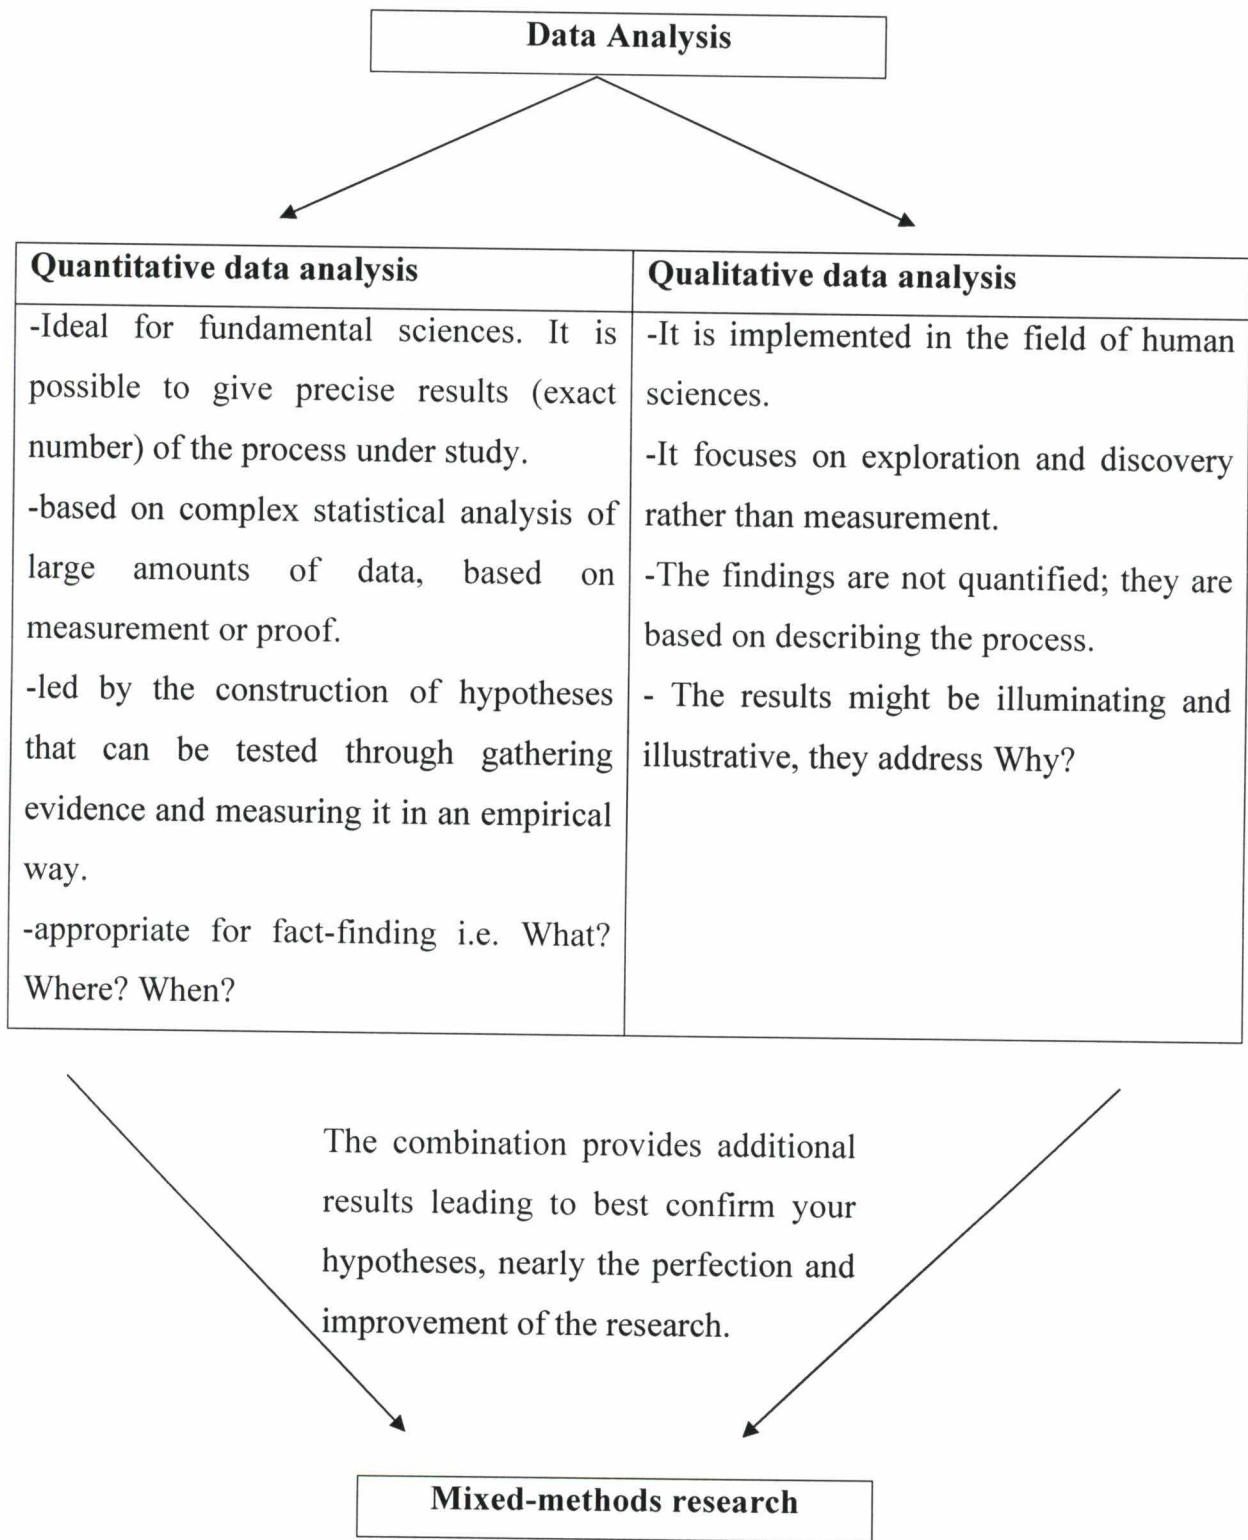 Data Analysis
Quantitative data analysis
-Ideal for fundamental sciences. It is
possible to give precise results (exact
number) of the process under study.
-based on complex statistical analysis of
large amounts of data, based on
measurement or proof.
-led by the construction of hypotheses
that can be tested through gathering
evidence and measuring it in an empirical
way.
-appropriate for fact-finding i.e. What?
Where? When?
Qualitative data analysis
-It is implemented in the field of human
sciences.
-It focuses on exploration and discovery
rather than measurement.
-The findings are not quantified; they are
based on describing the process.
- The results might be illuminating and
illustrative, they address Why?
The combination provides additional
results leading to best confirm your
hypotheses, nearly the perfection and
improvement of the research.
Mixed-methods research